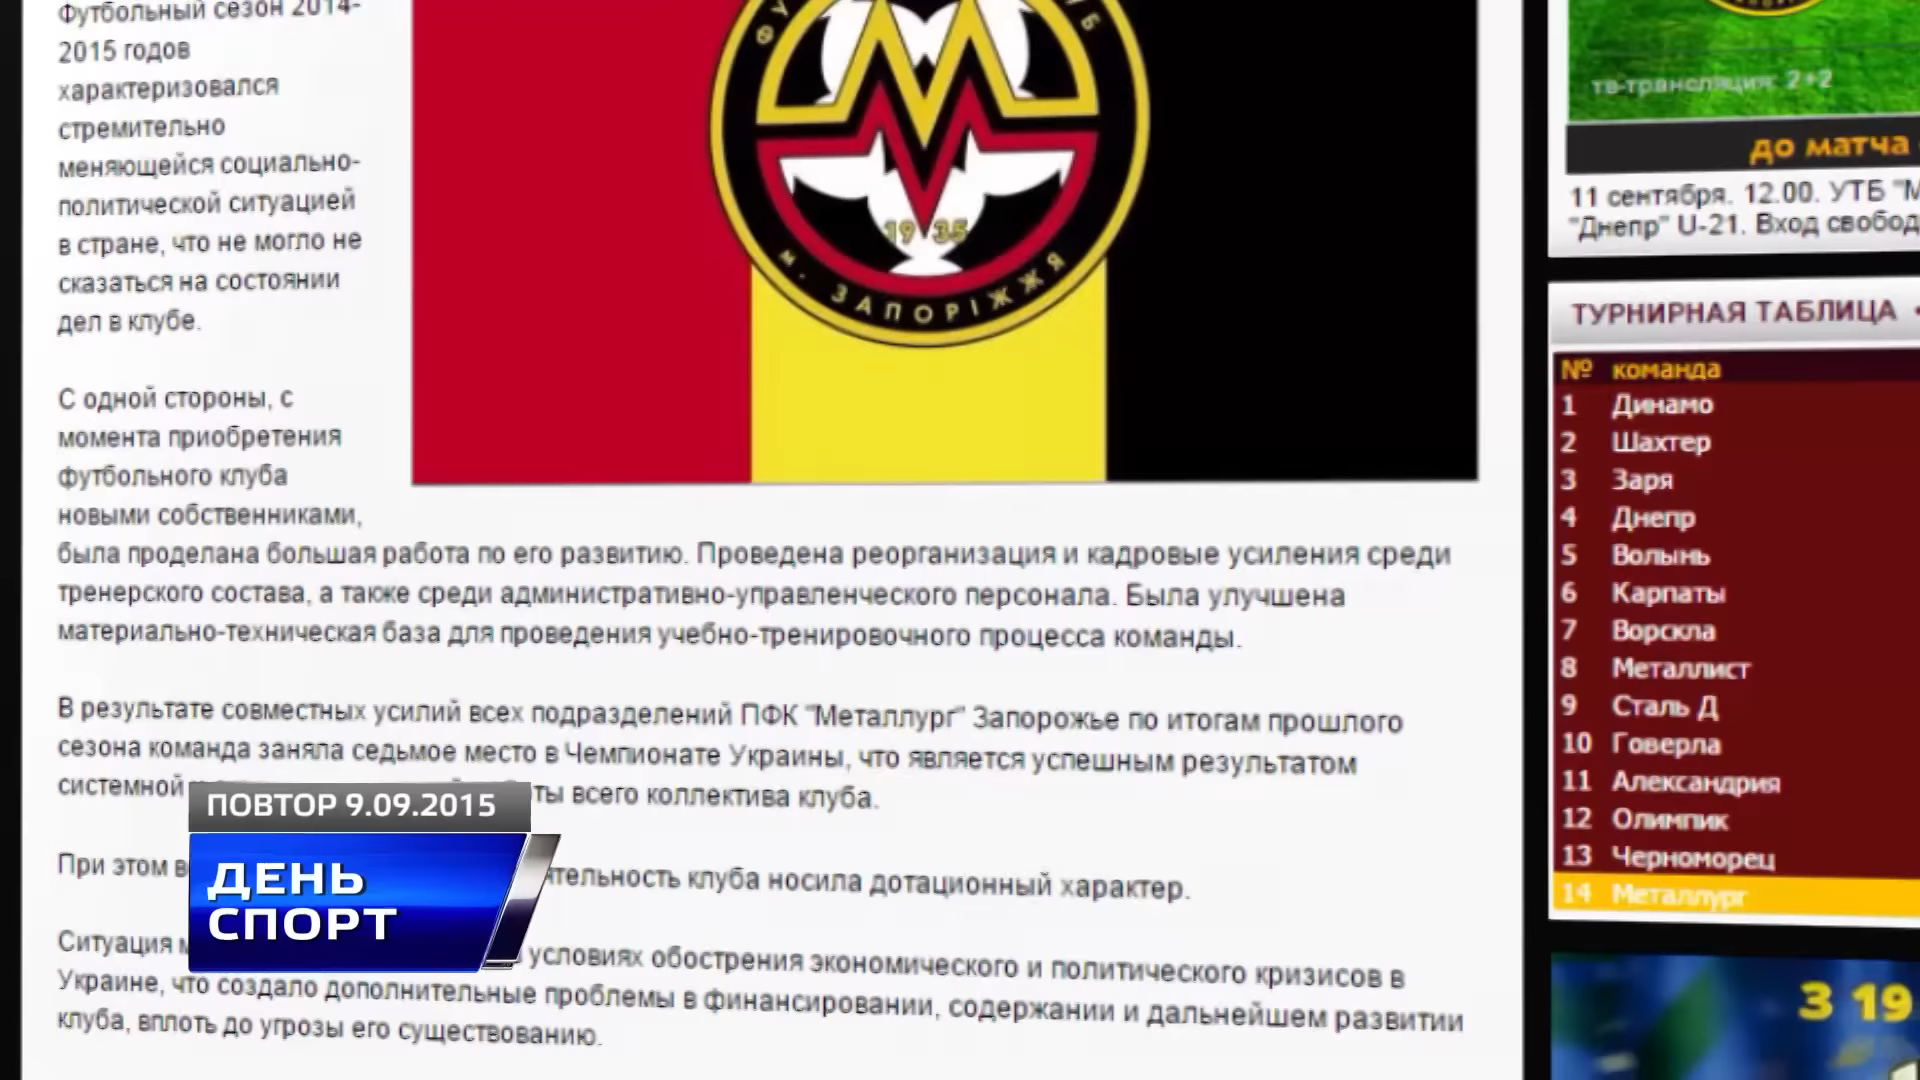 Футбольный сезон 2014-
2015 годов
характеризовался
стремительно
меняющейся социально-
политической ситуацией
в стране, что не могло не
сказаться на состоянии
дел в клубе.
С одной стороны, с
момента приобретения
футбольного клуба
новыми собственниками,
была проделана большая работа по его развитию. Проведена реорганизация и кадровые усиления среди
тренерского состава, а также среди административно-управленческого персонала. Была улучшена
материально-техническая база для проведения учебно-тренировочного процесса команды.
В результате совместных усилий всех подразделений ПФК "Металлург" Запорожье по итогам прошлого
сезона команда заняла седьмое место в Чемпионате Украины, что является успешным результатом
системной всего коллектива клуба.
При этом клуба носила дотационный характер.
Ситуация условиях обострения экономического и политического кризисов в
Украине, что создало дополнительные проблемы в финансировании, содержании и дальнейшем развитии
клуба, вплоть до угрозы его существованию.
19 35
м. ЗАПОРІЖЖЯ
ПОВТОР 9.09.2015
ДЕНЬ
СПОРТ
тв-трансляция: 2+2
до матча
11 сентября. 12.00. УТБ "М
"Днепр" U-21. Вход свобод
ТУРНИРНАЯ ТАБЛИЦА
№ команда
1 Динамо
2 Шахтер
3 Заря
4 Днепр
5 Волынь
6 Карпаты
7 Ворскла
8 Металлист
9 Сталь Д
10 Говерла
11 Александрия
12 Олимпик
13 Черноморец
14 Металлург
3 19